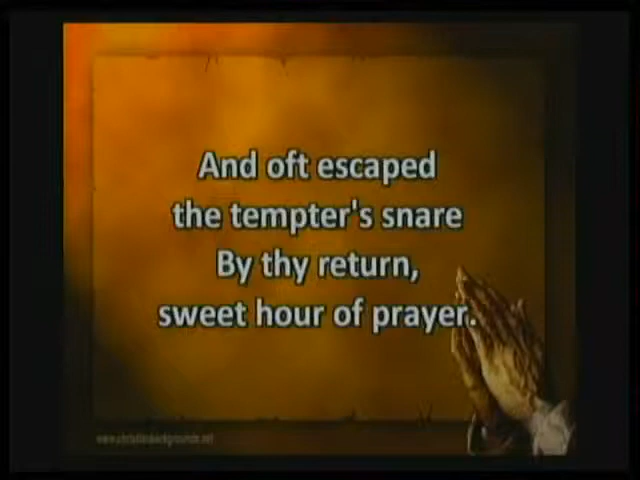 And oft escaped
the tempter's snare
By thy return,
sweet hour of prayer.